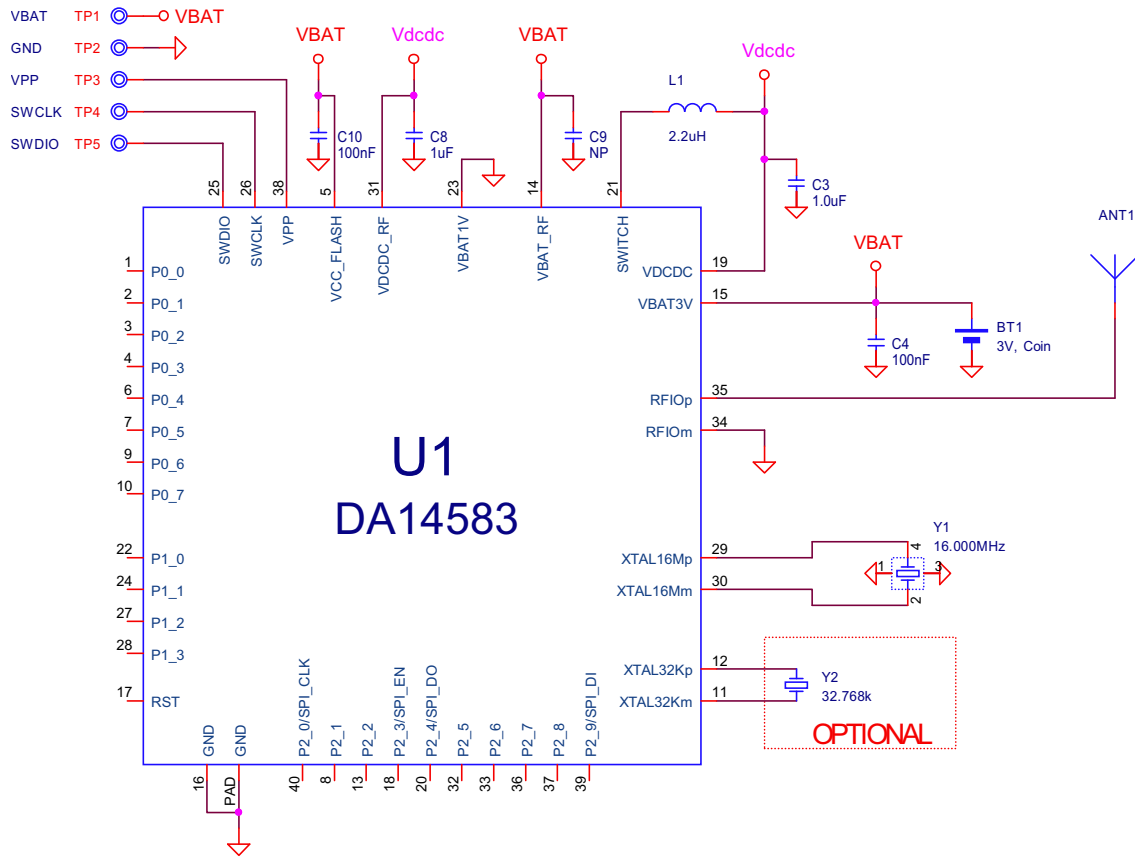 VBAT TP1 VBAT
GND TP2
VPP TP3
SWCLK TP4
SWDIO TP5
VBAT
Vdcdc
VBAT
Vdcdc
L1
2.2uH
C10
100nF
C8
1uF
C9
NP
C3
1.0uF
25
26
38
5
31
23
14
21
SWDIO
SWCLK
VPP
VCC_FLASH
VDCDC_RF
VBAT1V
VBAT_RF
SWITCH
ANT1
VBAT
1 P0_0
2 P0_1
3 P0_2
4 P0_3
6 P0_4
7 P0_5
9 P0_6
10 P0_7
22 P1_0
24 P1_1
27 P1_2
28 P1_3
17 RST
U1
DA14583
VDCDC 19
VBAT3V 15
RFIOp 35
RFIOm 34
XTAL16Mp 29
XTAL16Mm 30
XTAL32Kp 12
XTAL32Km 11
C4
100nF
BT1
3V, Coin
Y1
16.000MHz
4
1
3
2
Y2
32.768k
OPTIONAL
GND
GND
P2_0/SPI_CLK
P2_1
P2_2
P2_3/SPI_EN
P2_4/SPI_DO
P2_5
P2_6
P2_7
P2_8
P2_9/SPI_DI
16
PAD
40
8
13
18
20
32
33
36
37
39